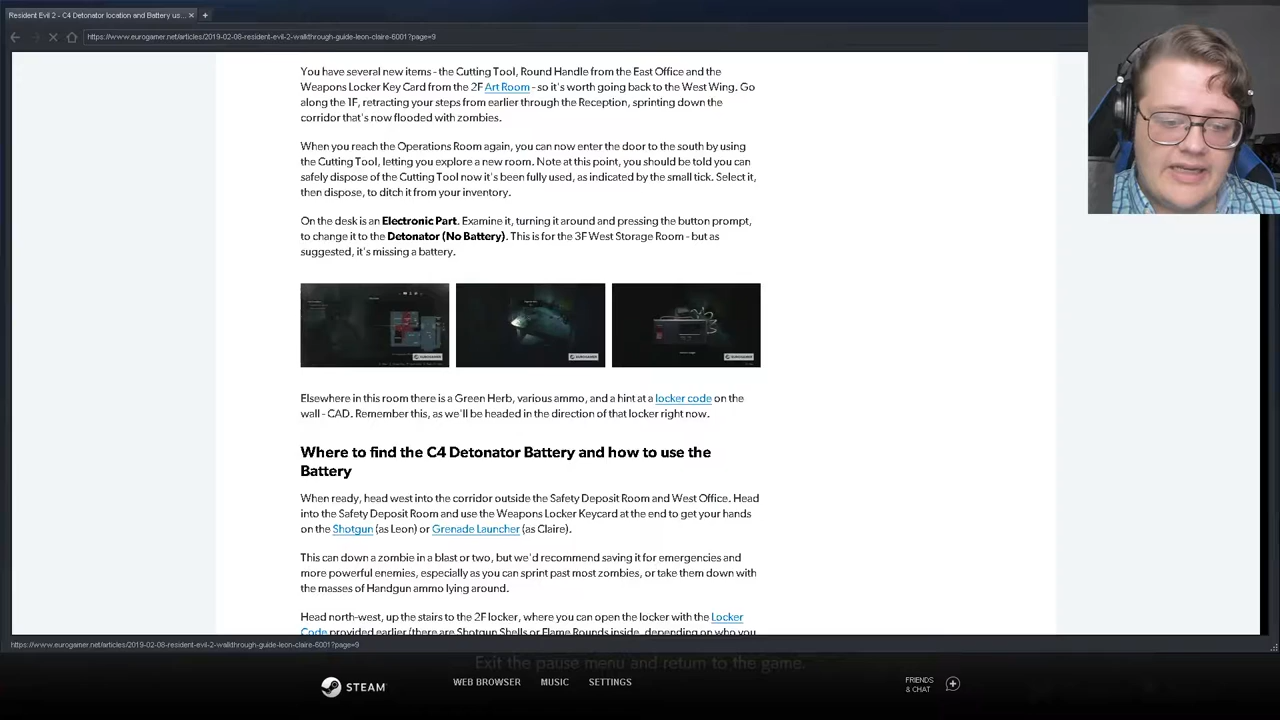 Resident Evil 2 - C4 Detonator location and Battery us...
https://www.eurogamer.net/articles/2019-02-08-resident-evil-2-walkthrough-guide-leon-claire-6001?page=9
You have several new items - the Cutting Tool, Round Handle from the East Office and the
Weapons Locker Key Card from the 2F Art Room - so it's worth going back to the West Wing. Go
along the 1F, retracting your steps from earlier through the Reception, sprinting down the
corridor that's now flooded with zombies.
When you reach the Operations Room again, you can now enter the door to the south by using
the Cutting Tool, letting you explore a new room. Note at this point, you should be told you can
safely dispose of the Cutting Tool now it's been fully used, as indicated by the small tick. Select it,
then dispose, to ditch it from your inventory.
On the desk is an Electronic Part. Examine it, turning it around and pressing the button prompt,
to change it to the Detonator (No Battery). This is for the 3F West Storage Room - but as
suggested, it's missing a battery.
EUROGAMER
EUROGAMER
EUROGAMER
Elsewhere in this room there is a Green Herb, various ammo, and a hint at a locker code on the
wall - CAD. Remember this, as we'll be headed in the direction of that locker right now.
Where to find the C4 Detonator Battery and how to use the
Battery
When ready, head west into the corridor outside the Safety Deposit Room and West Office. Head
into the Safety Deposit Room and use the Weapons Locker Keycard at the end to get your hands
on the Shotgun (as Leon) or Grenade Launcher (as Claire).
This can down a zombie in a blast or two, but we'd recommend saving it for emergencies and
more powerful enemies, especially as you can sprint past most zombies, or take them down with
the masses of Handgun ammo lying around.
Head north-west, up the stairs to the 2F locker, where you can open the locker with the Locker
Code provided earlier (there are Shotgun Shells or Flame Rounds inside, depending on who you
https://www.eurogamer.net/articles/2019-02-08-resident-evil-2-walkthrough-guide-leon-claire-6001?page=9
Exit the pause menu and return to the game.
STEAM
WEB BROWSER
MUSIC
SETTINGS
FRIENDS
& CHAT